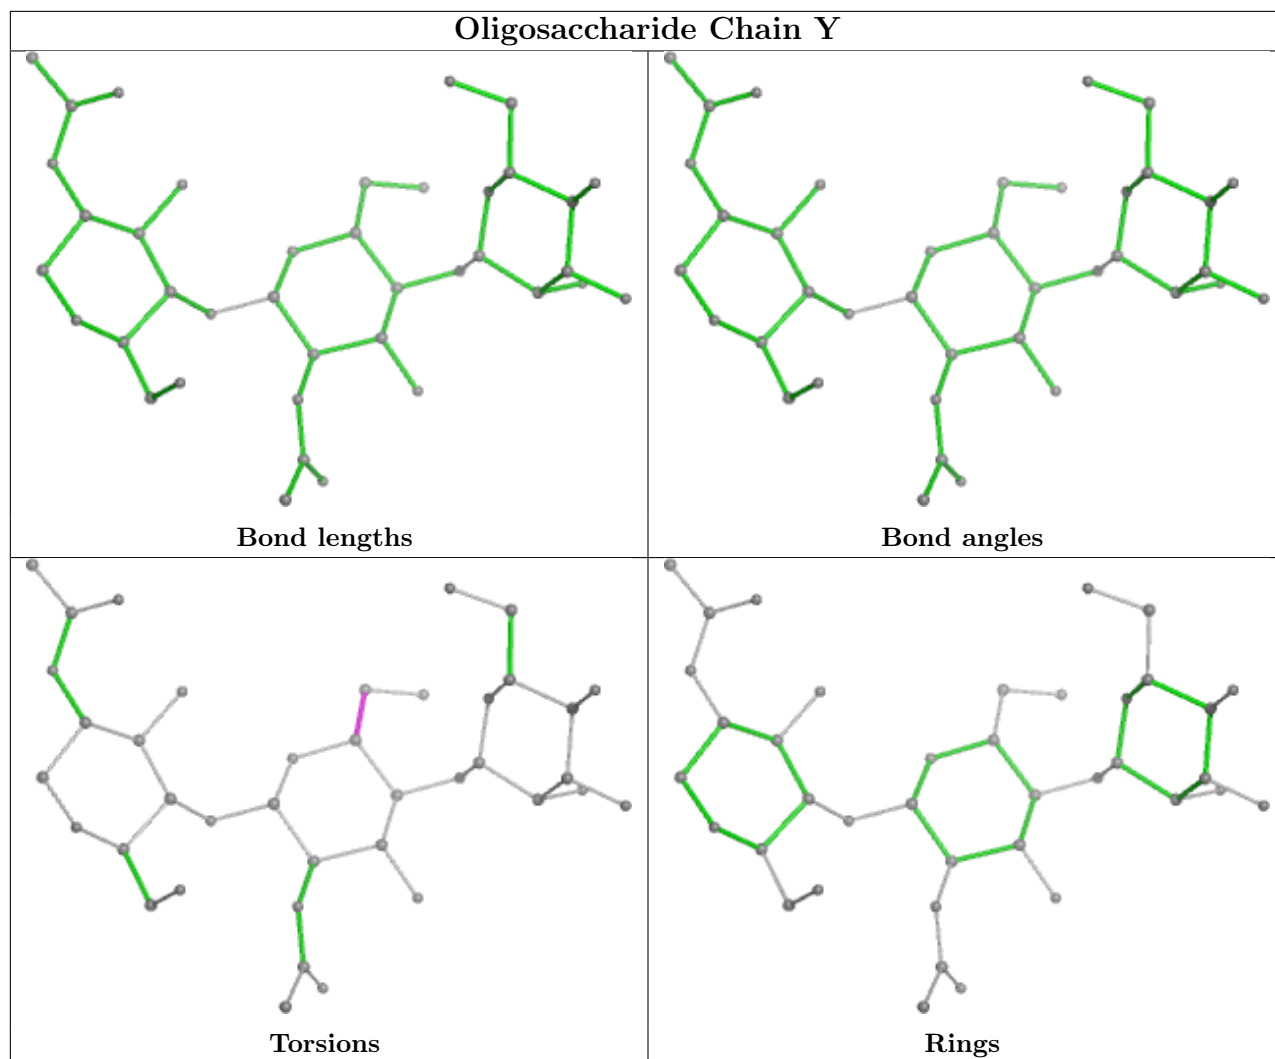 Oligosaccharide Chain Y
Bond lengths
Bond angles
Torsions
Rings